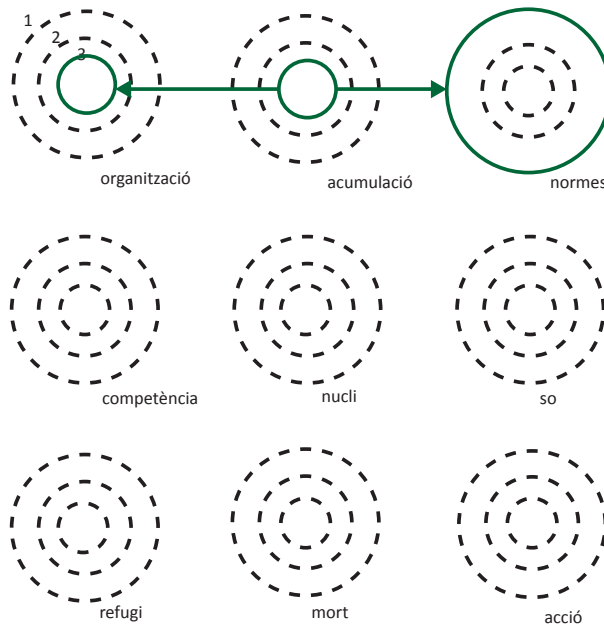 1
2
3
organització
acumulació
normes
competència
nucli
so
refugi
mort
acció